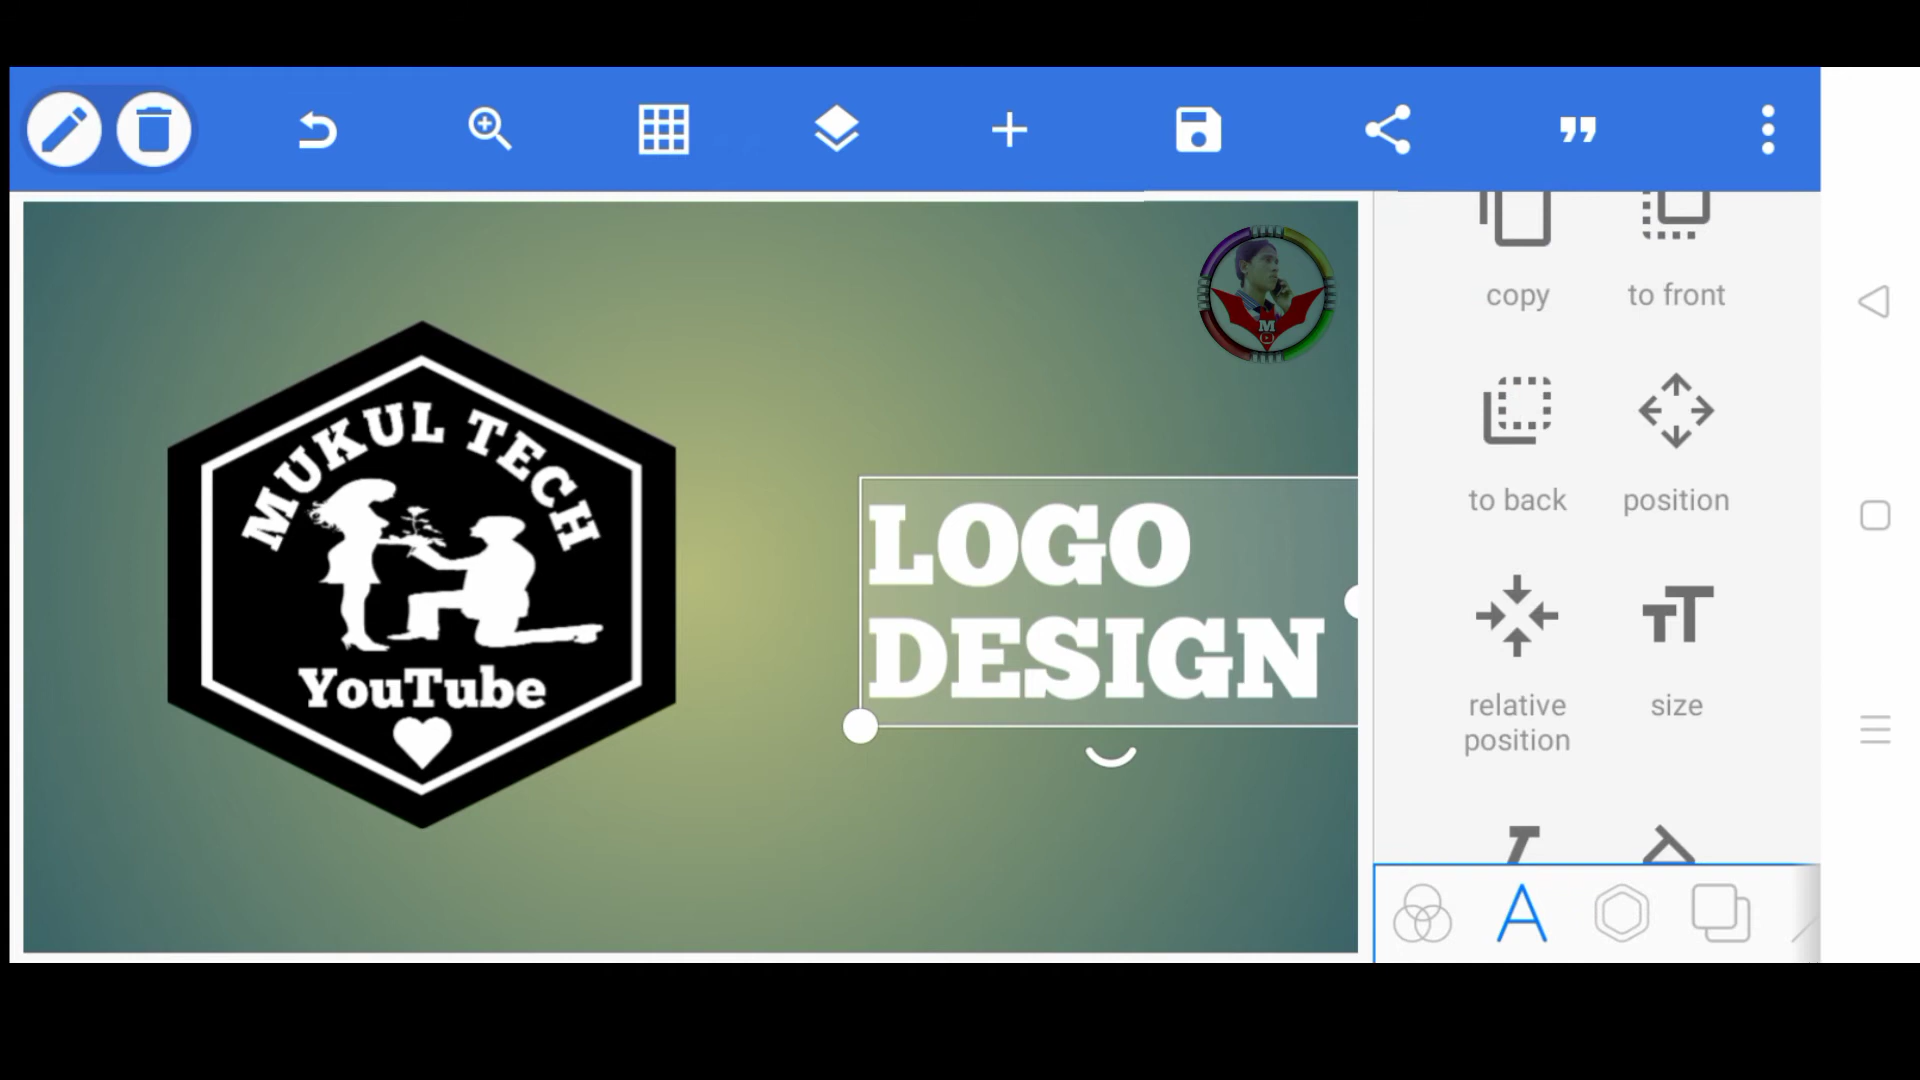 copy
to front
to back
position
relative
position
size
MUKUL TECH
YouTube
LOGO
DESIGN
M